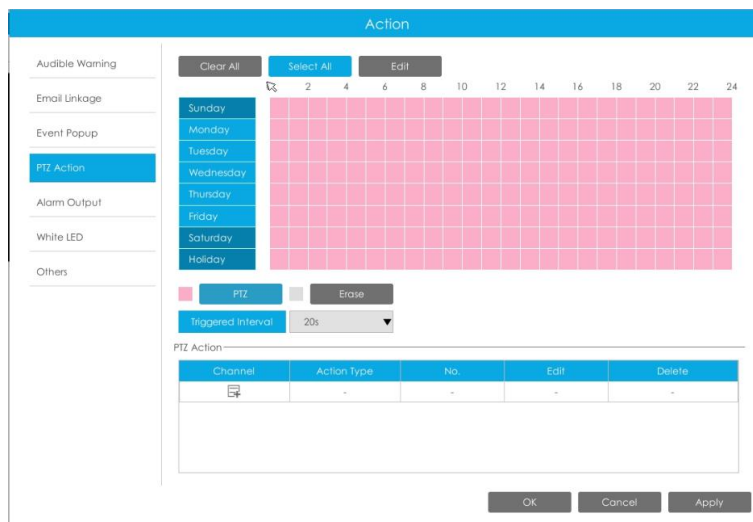 Action
Audible Warning
Email Linkage
Event Popup
PTZ Action
Alarm Output
White LED
Others
Clear All Select All Edit
2 4 6 8 10 12 14 16 18 20 22 24
Sunday
Monday
Tuesday
Wednesday
Thursday
Friday
Saturday
Holiday
PTZ Erase
Triggered Interval 20s
PTZ Action
Channel Action Type No. Edit Delete
- - - -
OK Cancel Apply